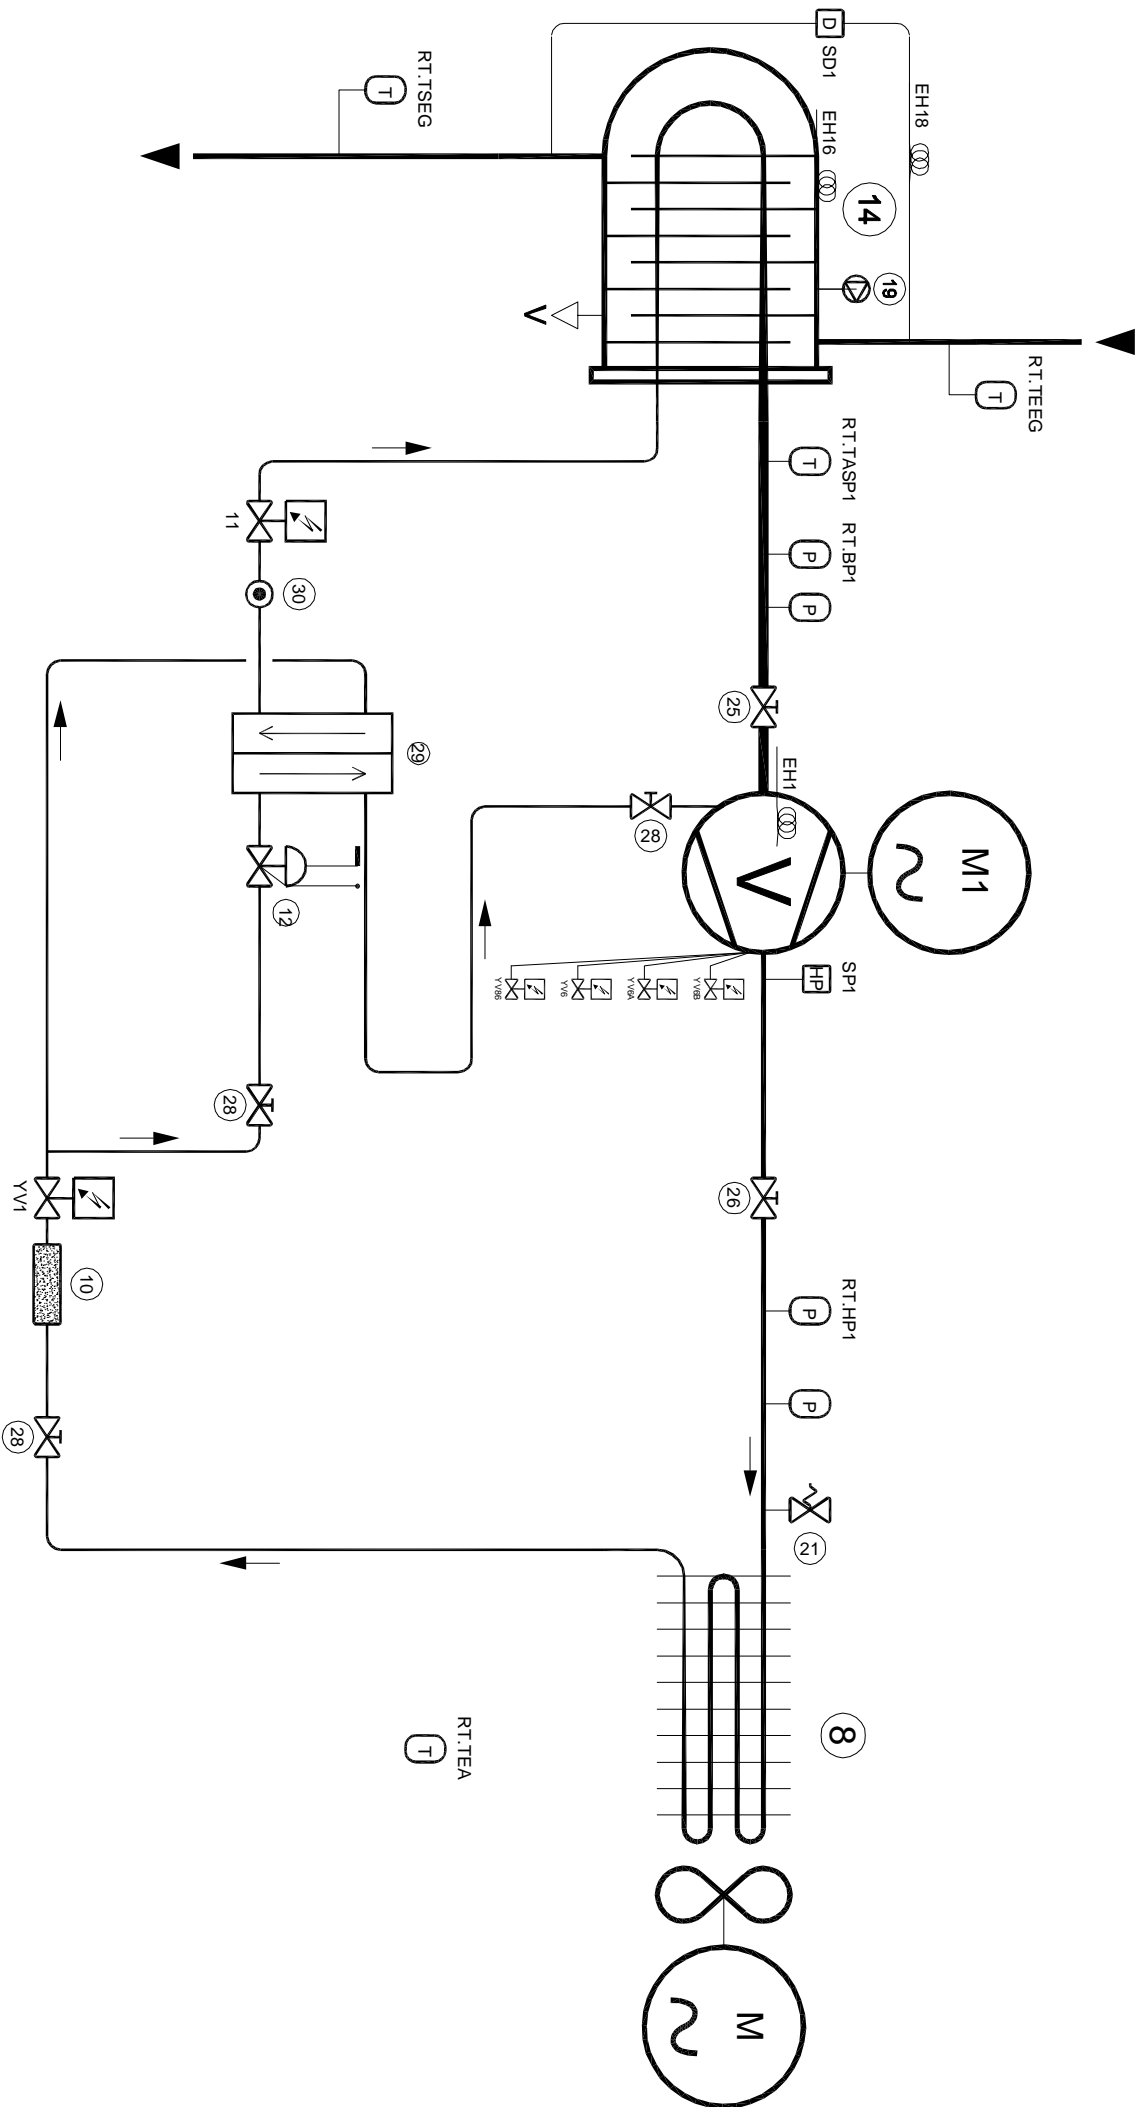 RT.TEEG
T
M1
EH18
19
14
D
SD1
EH16
RT.TASP1
T
RT.BP1
P
P
EH1
V
SP1
HP
RT.HP1
P
P
21
8
M
25
26
YV6B
YV6A
YV6
YV86
28
V
RT.TSEG
T
RT.TEA
T
29
30
12
11
28
10
YV1
28